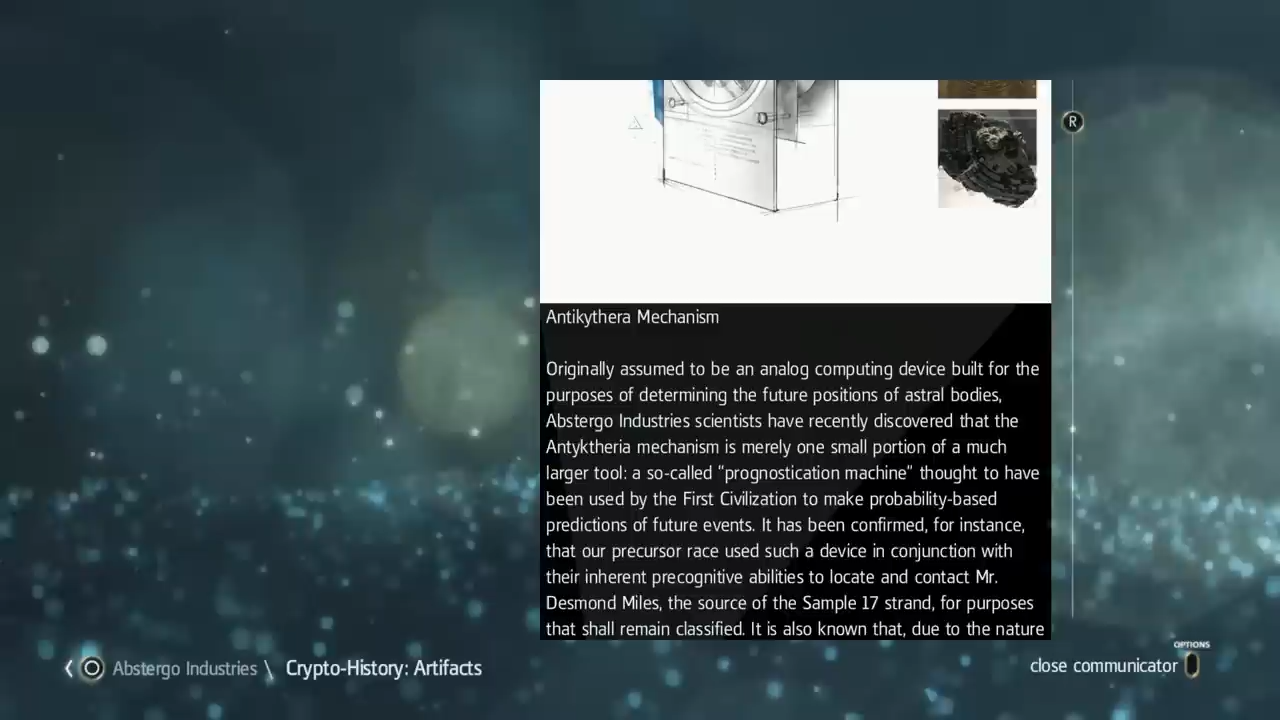 R
Antikythera Mechanism
Originally assumed to be an analog computing device built for the
purposes of determining the future positions of astral bodies,
Abstergo Industries scientists have recently discovered that the
Antyktheria mechanism is merely one small portion of a much
larger tool: a so-called “prognostication machine” thought to have
been used by the First Civilization to make probability-based
predictions of future events. It has been confirmed, for instance,
that our precursor race used such a device in conjunction with
their inherent precognitive abilities to locate and contact Mr.
Desmond Miles, the source of the Sample 17 strand, for purposes
that shall remain classified. It is also known that, due to the nature
Abstergo Industries \ Crypto-History: Artifacts
OPTIONS
close communicator